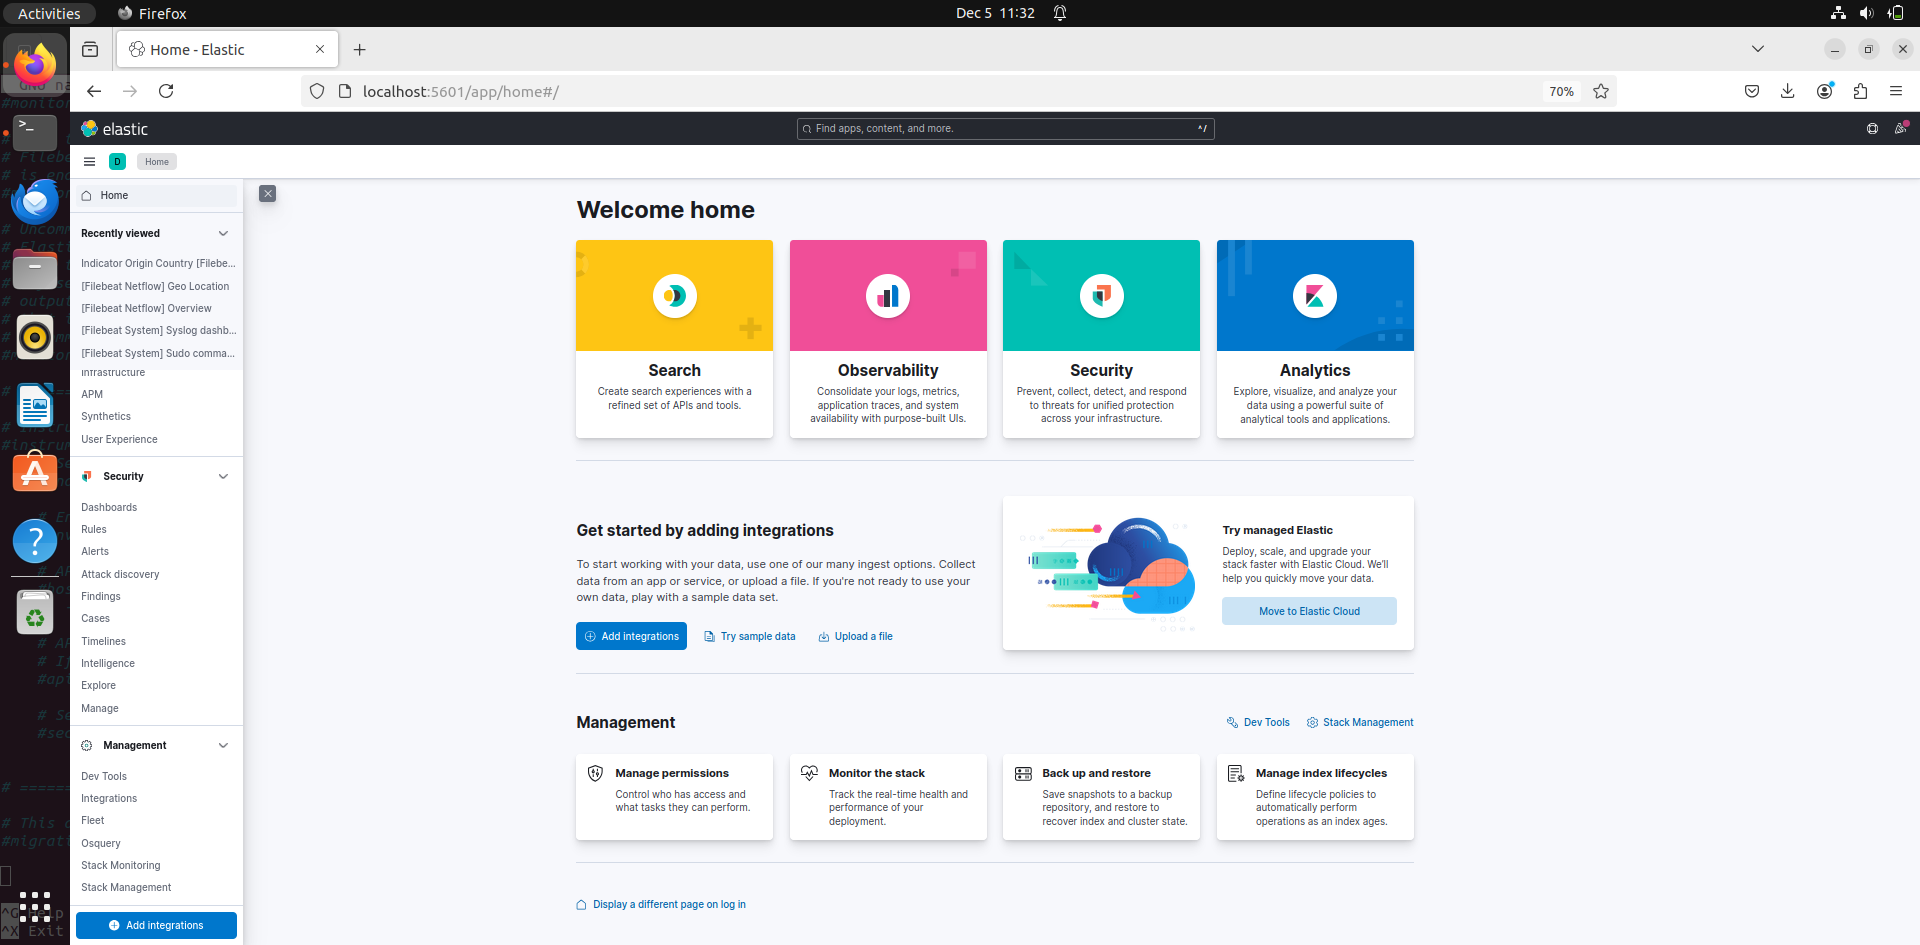 Activities
Firefox
Dec 5 11:32
Home - Elastic
localhost:5601/app/home#/
70%
elastic
Find apps, content, and more.
^/
D
Home
Home
Recently viewed
Indicator Origin Country [Filebe...
[Filebeat Netflow] Geo Location
[Filebeat Netflow] Overview
[Filebeat System] Syslog dashb...
[Filebeat System] Sudo comma...
Infrastructure
APM
Synthetics
User Experience
Security
Dashboards
Rules
Alerts
Attack discovery
Findings
Cases
Timelines
Intelligence
Explore
Manage
Management
Dev Tools
Integrations
Fleet
Osquery
Stack Monitoring
Stack Management
Add integrations
Welcome home
Search
Create search experiences with a
refined set of APIs and tools.
Observability
Consolidate your logs, metrics,
application traces, and system
availability with purpose-built UIs.
Security
Prevent, collect, detect, and respond
to threats for unified protection
across your infrastructure.
Analytics
Explore, visualize, and analyze your
data using a powerful suite of
analytical tools and applications.
Get started by adding integrations
To start working with your data, use one of our many ingest options. Collect
data from an app or service, or upload a file. If you're not ready to use your
own data, play with a sample data set.
Add integrations
Try sample data
Upload a file
Try managed Elastic
Deploy, scale, and upgrade your
stack faster with Elastic Cloud. We'll
help you quickly move your data.
Move to Elastic Cloud
Management
Dev Tools
Stack Management
Manage permissions
Control who has access and
what tasks they can perform.
Monitor the stack
Track the real-time health and
performance of your
deployment.
Back up and restore
Save snapshots to a backup
repository, and restore to
recover index and cluster state.
Manage index lifecycles
Define lifecycle policies to
automatically perform
operations as an index ages.
Display a different page on log in
^G Help
^X Exit